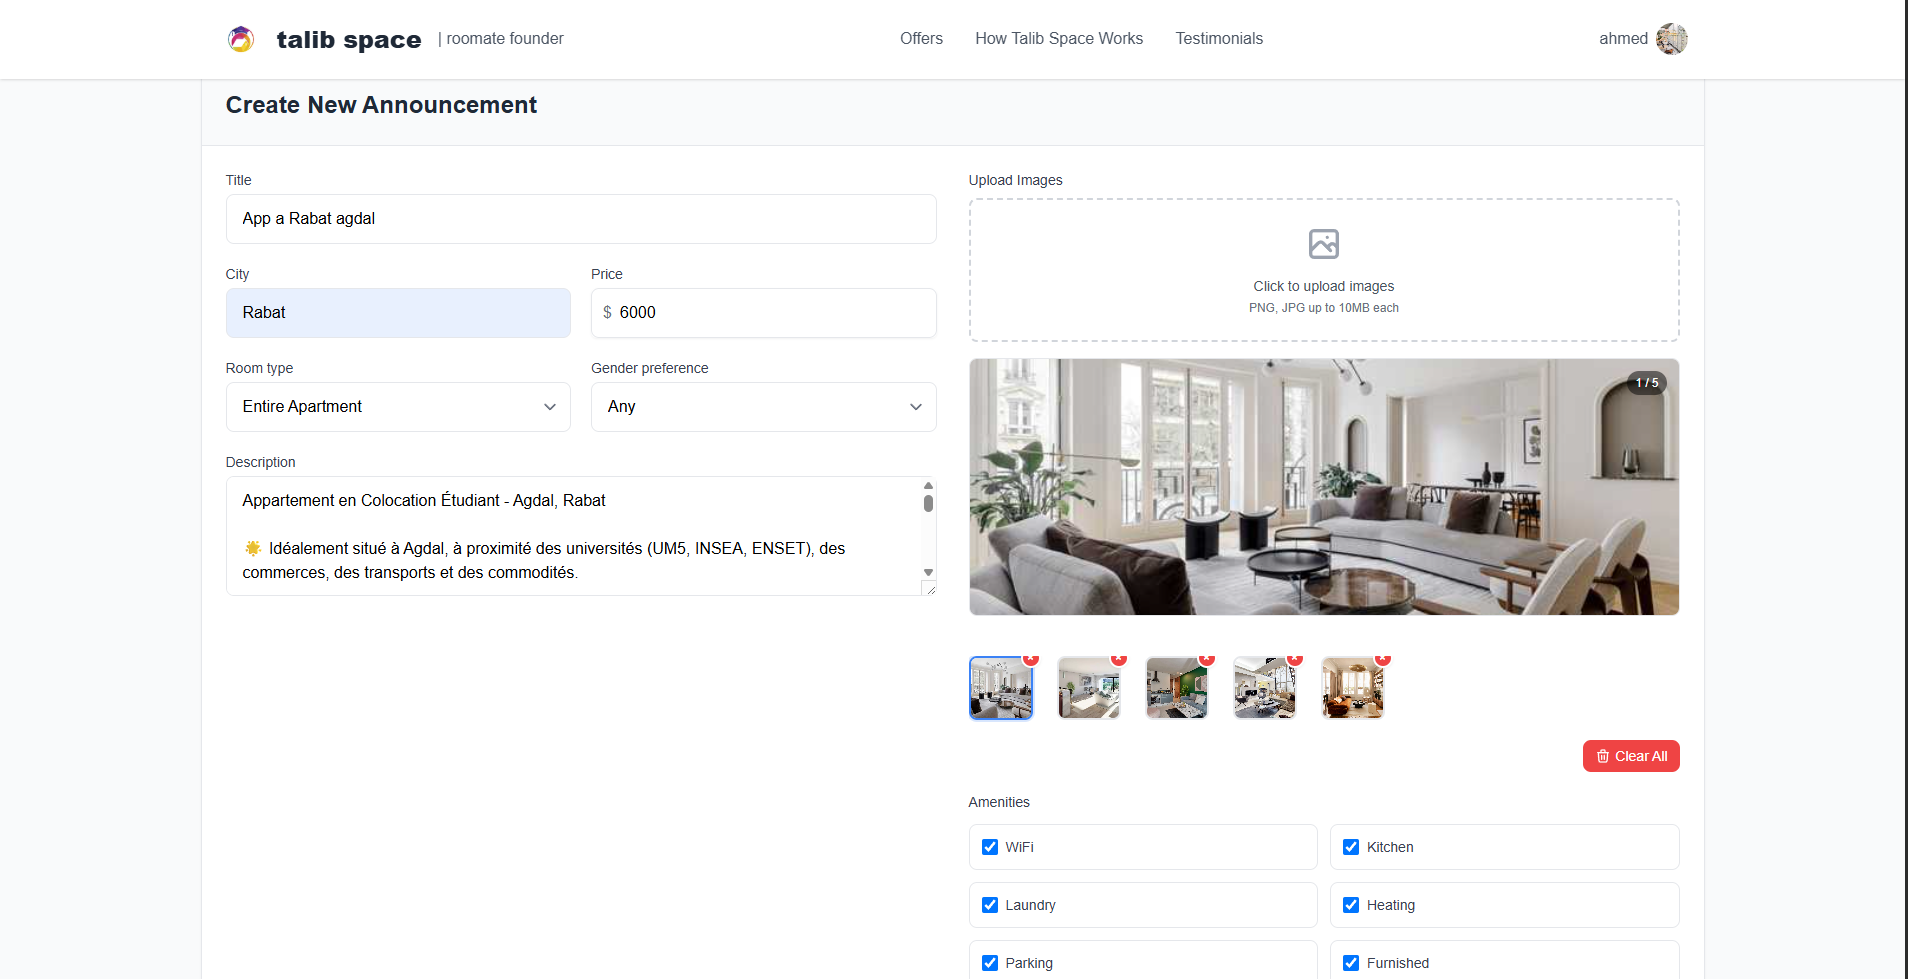 talib space | roomate founder
Offers
How Talib Space Works
Testimonials
ahmed
Create New Announcement
Title
App a Rabat agdal
City
Rabat
Price
$ 6000
Room type
Entire Apartment
Gender preference
Any
Description
Appartement en Colocation Étudiant - Agdal, Rabat
🌟 Idéalement situé à Agdal, à proximité des universités (UM5, INSEA, ENSET), des
commerces, des transports et des commodités.
Upload Images
Click to upload images
PNG, JPG up to 10MB each
1 / 5
Clear All
Amenities
WiFi
Kitchen
Laundry
Heating
Parking
Furnished